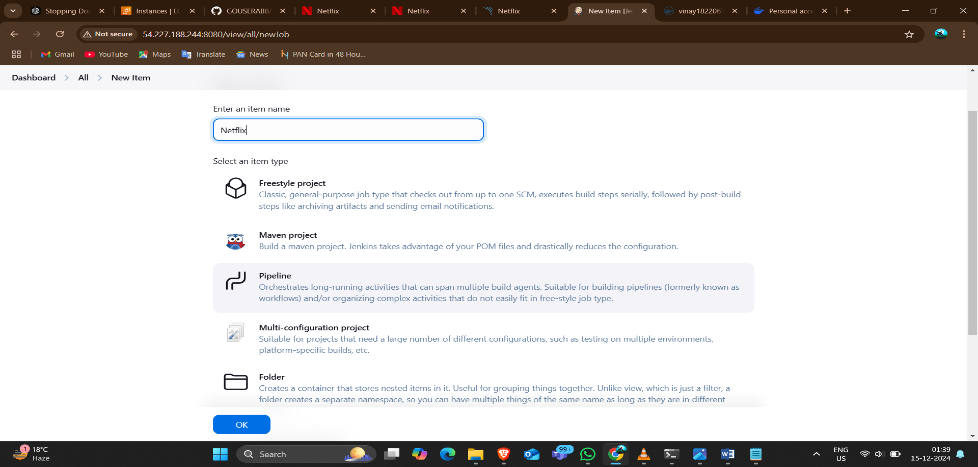 Stopping Do
Instances | EC
GOUSERABB
Netflix
Netflix
Netflix
New Item [Je
vinay182206
Personal acc
Not secure
54.227.188.244:8080/view/all/newJob
Gmail
YouTube
Maps
Translate
News
PAN Card in 48 Hou...
Dashboard
All
New Item
Enter an item name
Netflix
Select an item type
Freestyle project
Classic, general-purpose job type that checks out from up to one SCM, executes build steps serially, followed by post-build
steps like archiving artifacts and sending email notifications.
Maven project
Build a maven project. Jenkins takes advantage of your POM files and drastically reduces the configuration.
Pipeline
Orchestrates long-running activities that can span multiple build agents. Suitable for building pipelines (formerly known as
workflows) and/or organizing complex activities that do not easily fit in free-style job type.
Multi-configuration project
Suitable for projects that need a large number of different configurations, such as testing on multiple environments,
platform-specific builds, etc.
Folder
Creates a container that stores nested items in it. Useful for grouping things together. Unlike view, which is just a filter, a
folder creates a separate namespace, so you can have multiple things of the same name as long as they are in different
OK
1
18°C
Haze
Search
99+
ENG
US
01:39
15-12-2024